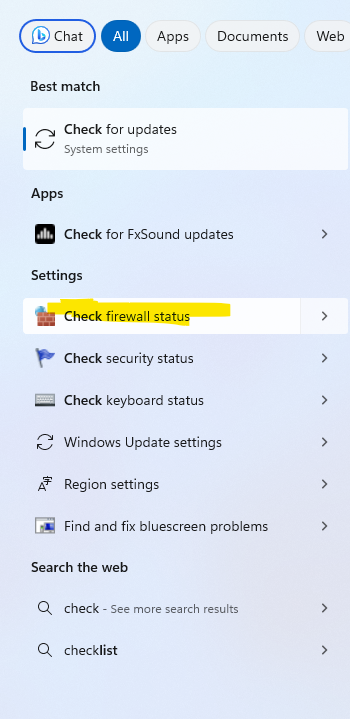 Chat All Apps Documents Web
Best match
Check for updates
System settings
Apps
Check for FxSound updates
Settings
Check firewall status
Check security status
Check keyboard status
Windows Update settings
Region settings
Find and fix bluescreen problems
Search the web
check - See more search results
checklist